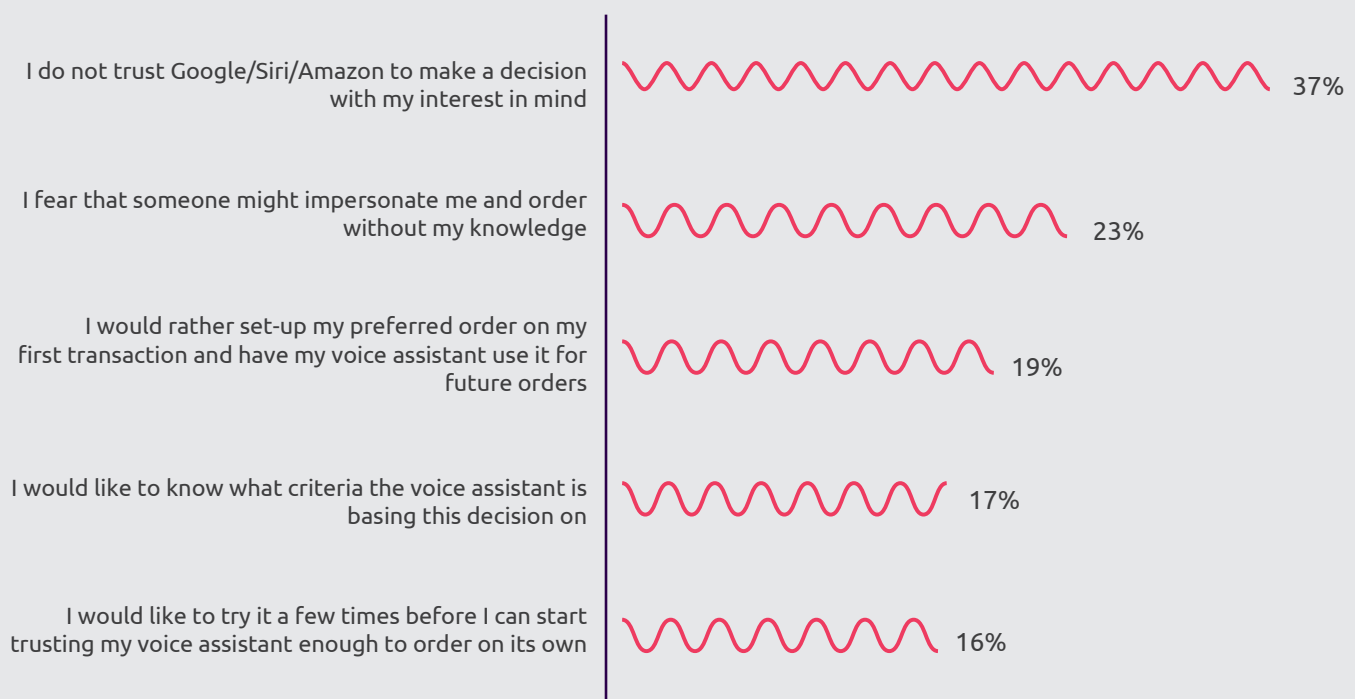 I do not trust Google/Siri/Amazon to make a decision
with my interest in mind
37%
I fear that someone might impersonate me and order
without my knowledge
23%
I would rather set-up my preferred order on my
first transaction and have my voice assistant use it for
future orders
19%
I would like to know what criteria the voice assistant is
basing this decision on
17%
I would like to try it a few times before I can start
trusting my voice assistant enough to order on its own
16%